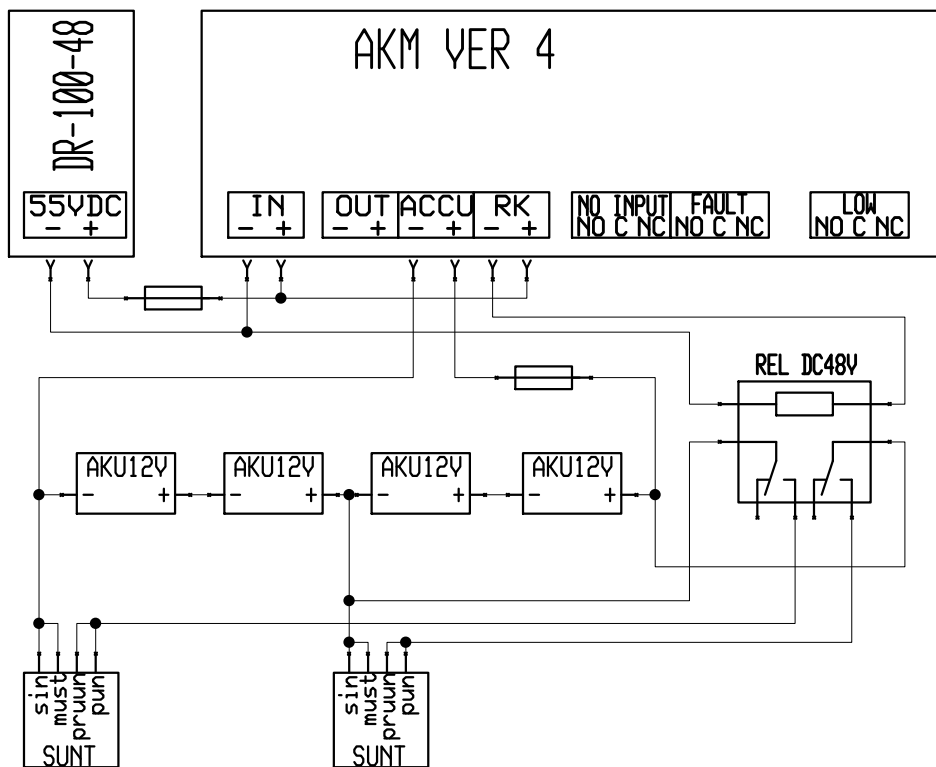 DR-100-48
AKM VER 4
55VDC
- +
IN
- +
OUT
- +
ACCU
- +
RK
- +
NO INPUT
NO C NC
FAULT
NO C NC
LOW
NO C NC
REL DC48V
AKU12V
- +
AKU12V
- +
AKU12V
- +
AKU12V
- +
sin
must
pruun
pun
SUNT
sin
must
pruun
pun
SUNT